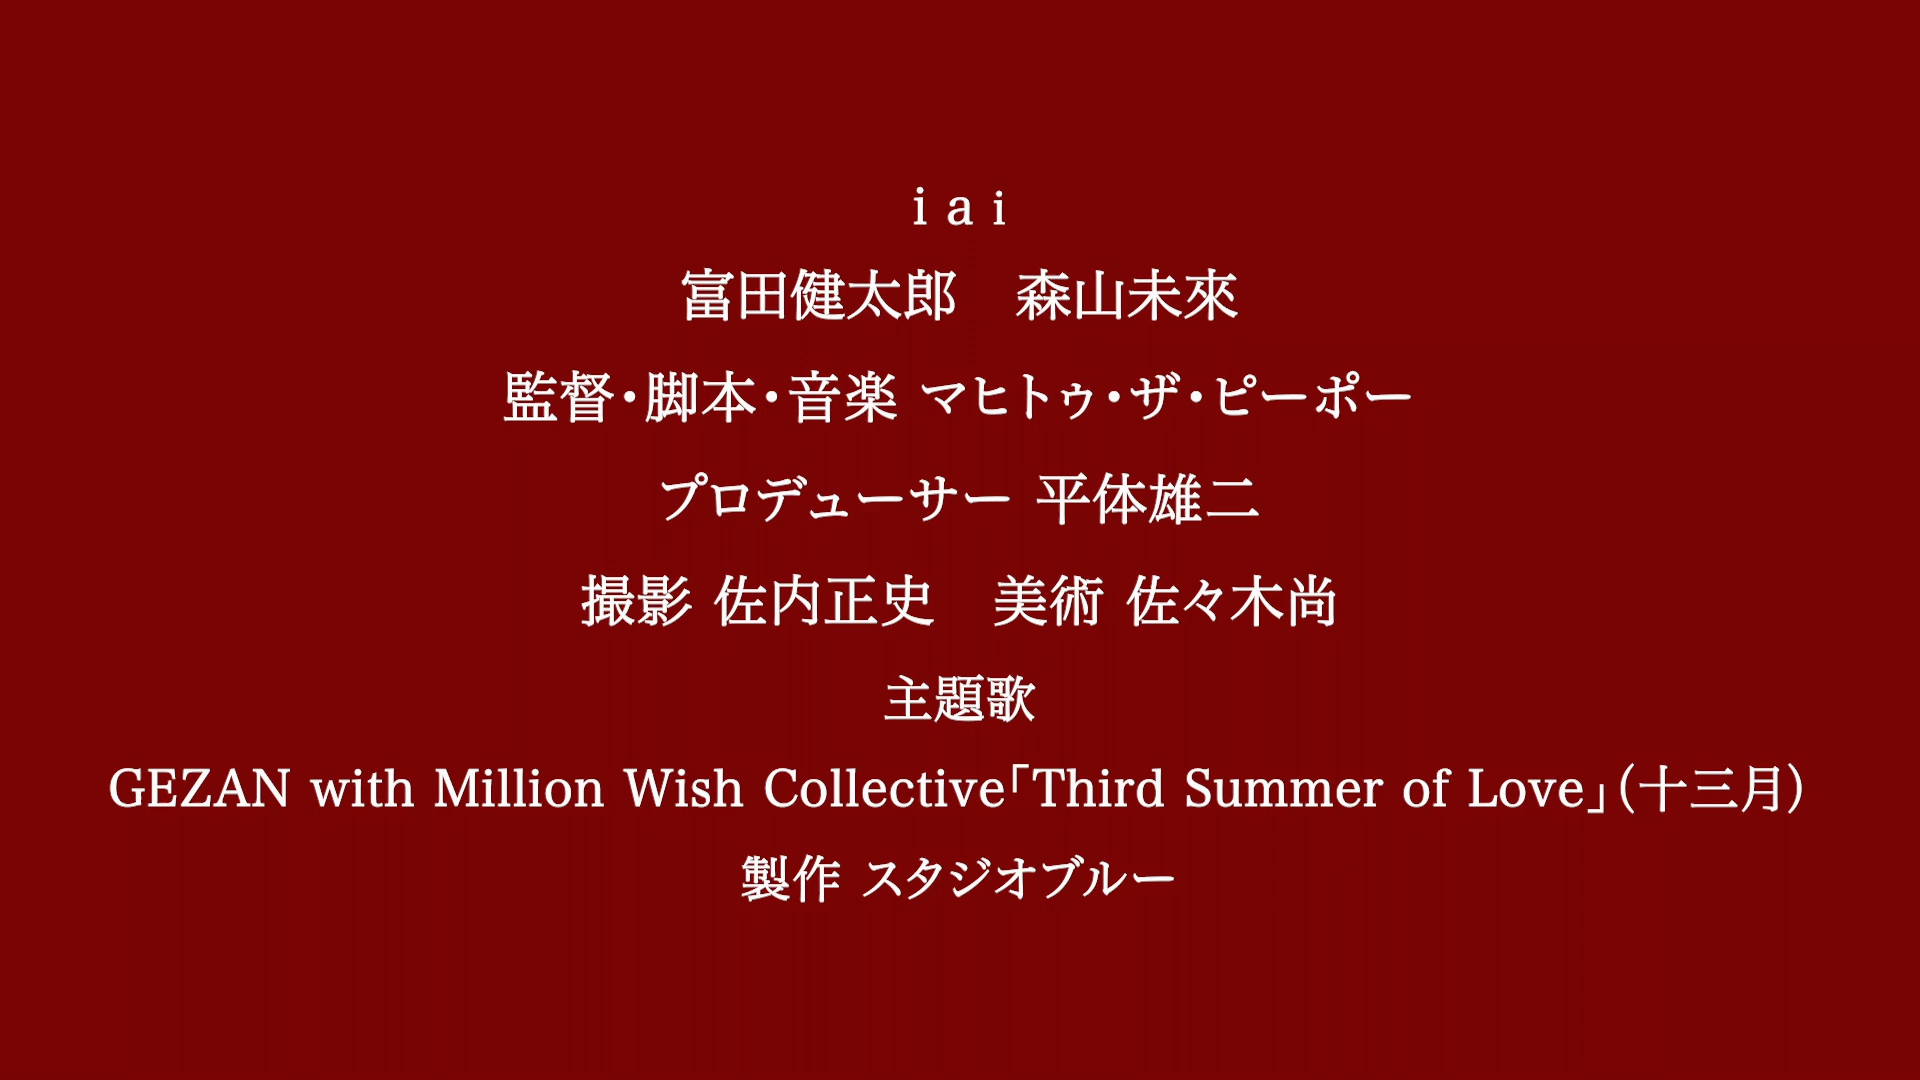 i a i
冨田健太郎　森山未來
監督・脚本・音楽 マヒトゥ・ザ・ピーポー
プロデューサー 平体雄二
撮影 佐内正史　美術 佐々木尚
主題歌
GEZAN with Million Wish Collective「Third Summer of Love」(十三月)
製作 スタジオブルー